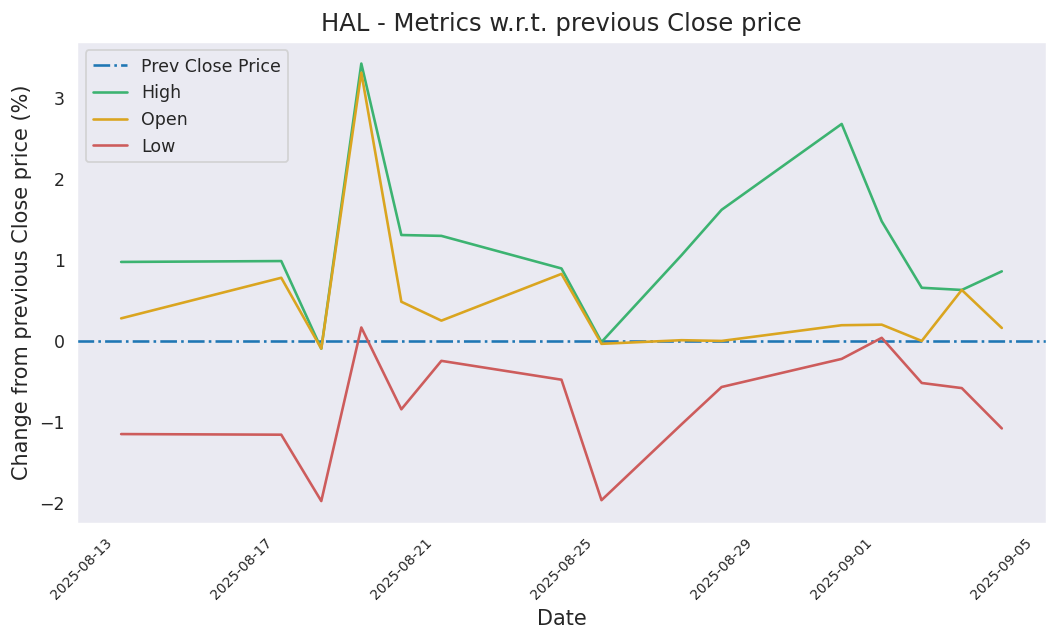 HAL - Metrics w.r.t. previous Close price
Prev Close Price
High
Open
Low
Change from previous Close price (%)
3
2
1
0
−1
−2
2025-08-13
2025-08-17
2025-08-21
2025-08-25
2025-08-29
2025-09-01
2025-09-05
Date